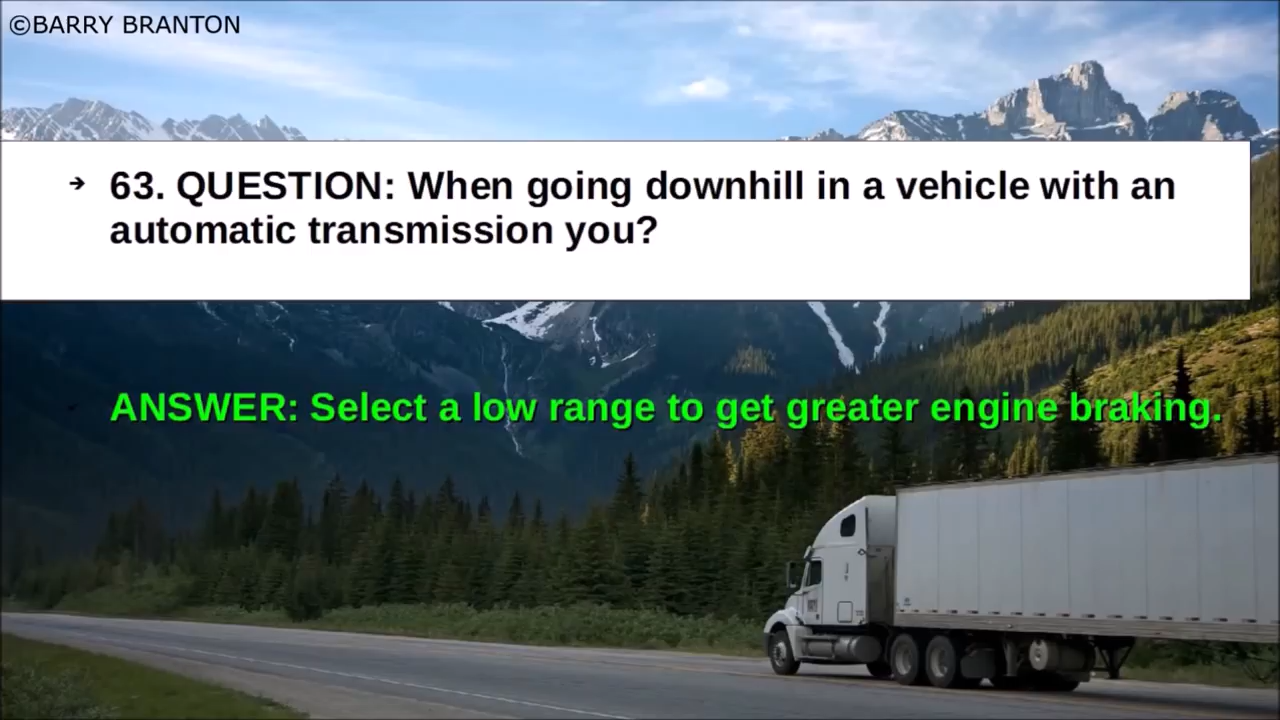 ©BARRY BRANTON
➔ 63. QUESTION: When going downhill in a vehicle with an
automatic transmission you?
ANSWER: Select a low range to get greater engine braking.